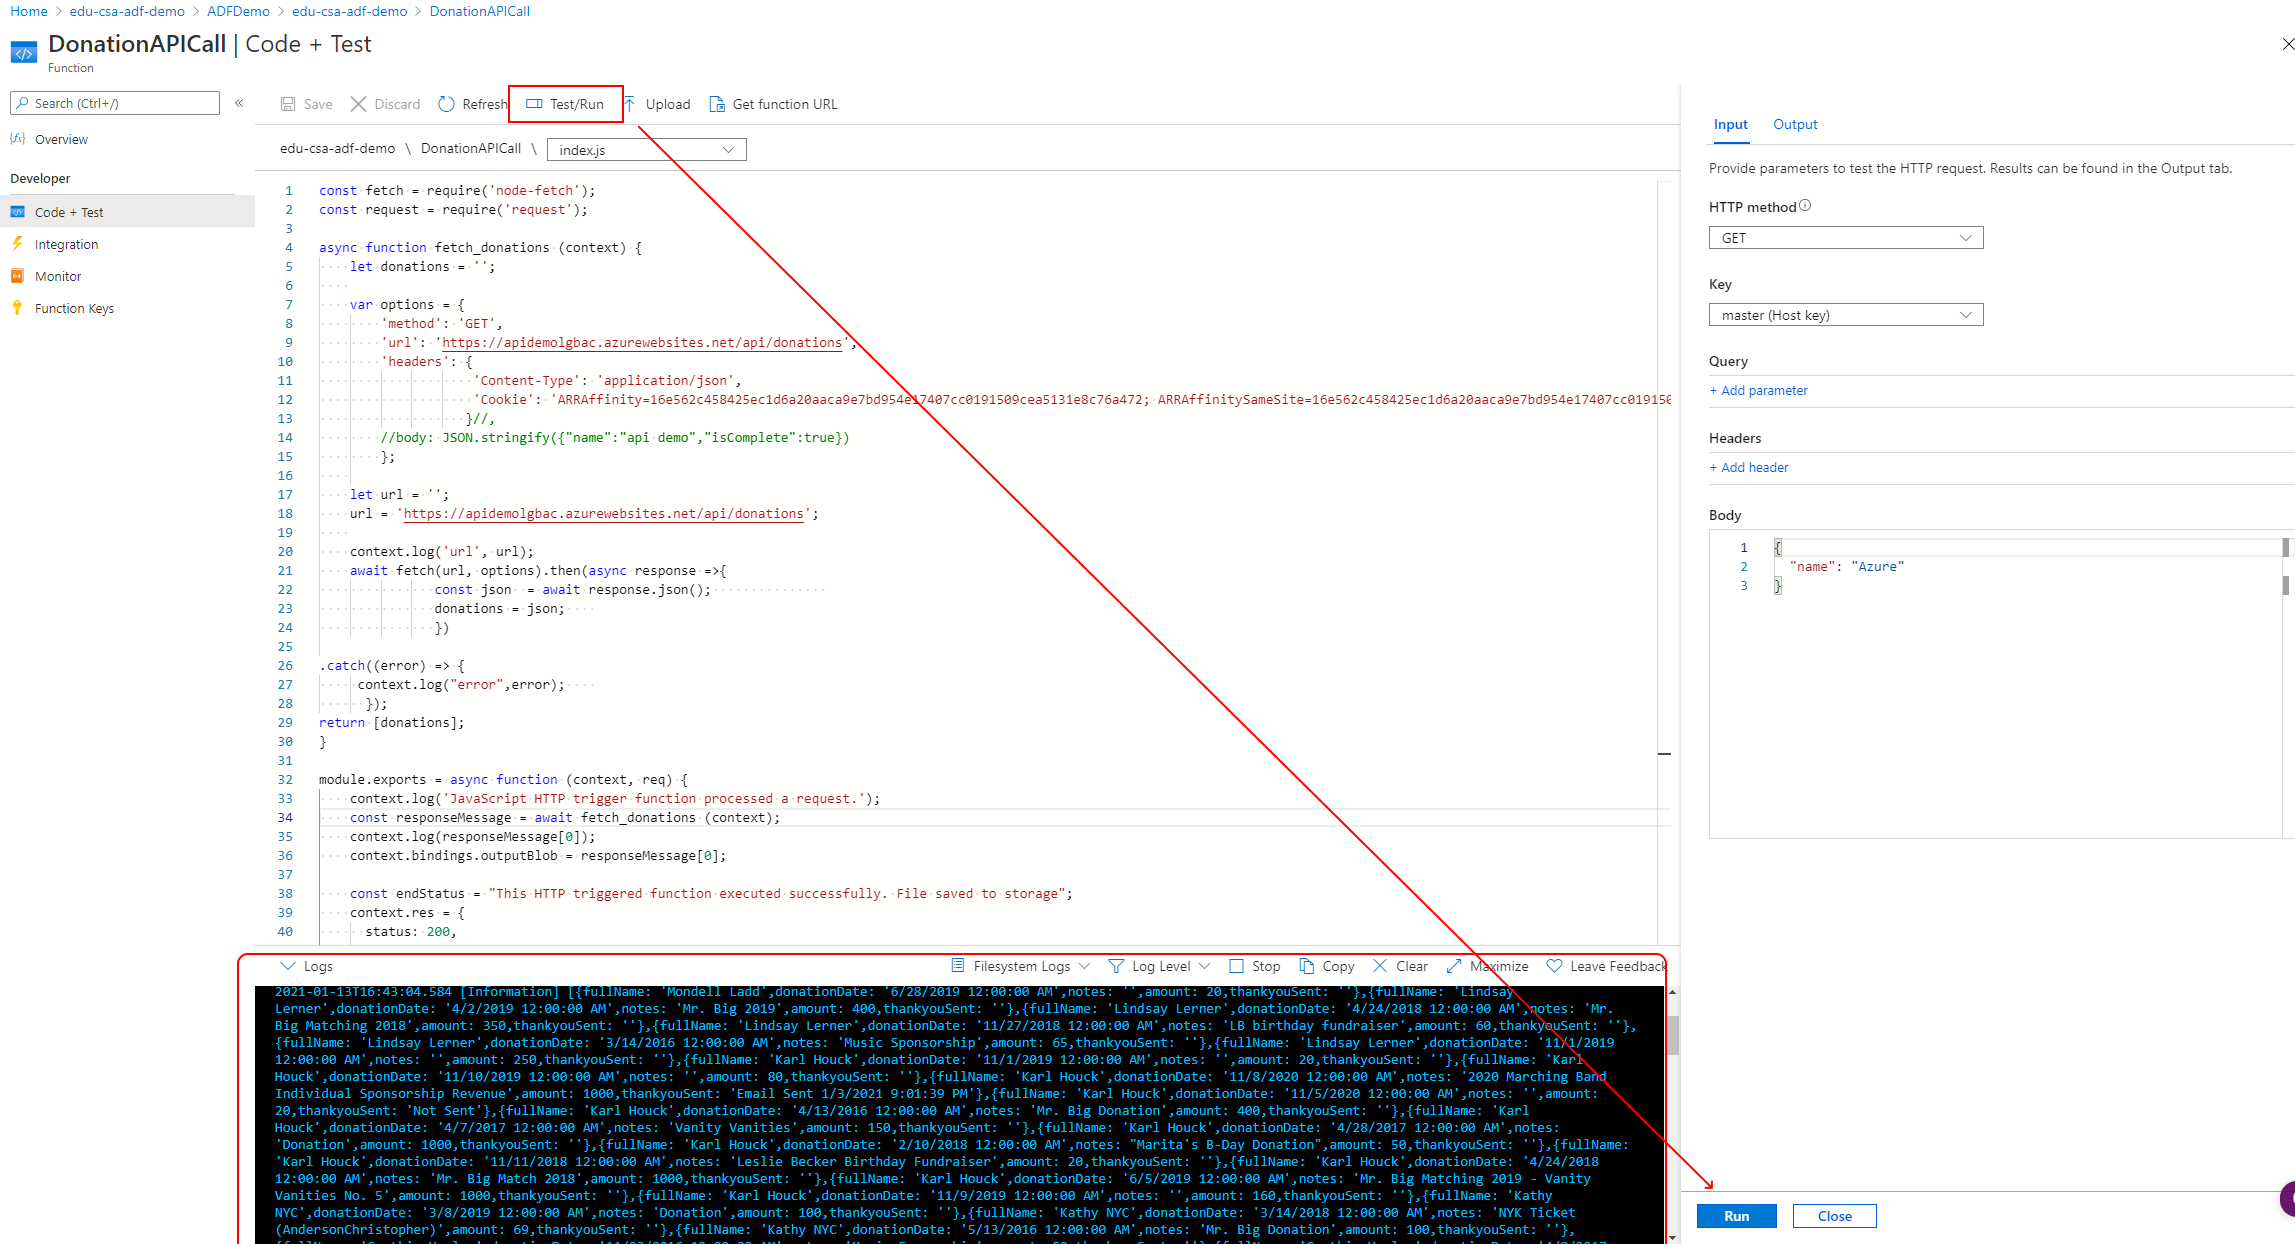 Home > edu-csa-adf-demo > ADFDemo > edu-csa-adf-demo > DonationAPICall
DonationAPICall | Code + Test
Function
Search (Ctrl+/)
«
Overview
Developer
Code + Test
Integration
Monitor
Function Keys
Save Discard Refresh Test/Run Upload Get function URL
edu-csa-adf-demo \ DonationAPICall \ index.js
1 const fetch = require('node-fetch');
2 const request = require('request');
3
4 async function fetch_donations (context) {
5 let donations = '';
6
7 var options = {
8 'method': 'GET',
9 'url': 'https://apidemolgbac.azurewebsites.net/api/donations',
10 'headers': {
11 'Content-Type': 'application/json',
12 'Cookie': 'ARRAffinity=16e562c458425ec1d6a20aaca9e7bd954e17407cc0191509cea5131e8c76a472; ARRAffinitySameSite=16e562c458425ec1d6a20aaca9e7bd954e17407cc019150
13 }//,
14 //body: JSON.stringify({"name":"api demo","isComplete":true})
15 };
16
17 let url = '';
18 url = 'https://apidemolgbac.azurewebsites.net/api/donations';
19
20 context.log('url', url);
21 await fetch(url, options).then(async response =>{
22 const json  = await response.json();
23 donations = json;
24 })
25
26 .catch((error) => {
27 context.log("error",error);
28 });
29 return [donations];
30 }
31
32 module.exports = async function (context, req) {
33 context.log('JavaScript HTTP trigger function processed a request.');
34 const responseMessage = await fetch_donations (context);
35 context.log(responseMessage[0]);
36 context.bindings.outputBlob = responseMessage[0];
37
38 const endStatus = "This HTTP triggered function executed successfully. File saved to storage";
39 context.res = {
40 status: 200,
Logs Filesystem Logs Log Level Stop Copy Clear Maximize Leave Feedback
2021-01-13T16:43:04.584 [Information] [{fullName: 'Mondell Ladd',donationDate: '6/28/2019 12:00:00 AM',notes: '',amount: 20,thankyouSent: ''},{fullName: 'Lindsay
Lerner',donationDate: '4/2/2019 12:00:00 AM',notes: 'Mr. Big 2019',amount: 400,thankyouSent: ''},{fullName: 'Lindsay Lerner',donationDate: '4/24/2018 12:00:00 AM',notes: 'Mr.
Big Matching 2018',amount: 350,thankyouSent: ''},{fullName: 'Lindsay Lerner',donationDate: '11/27/2018 12:00:00 AM',notes: 'LB birthday fundraiser',amount: 60,thankyouSent: ''},
{fullName: 'Lindsay Lerner',donationDate: '3/14/2016 12:00:00 AM',notes: 'Music Sponsorship',amount: 65,thankyouSent: ''},{fullName: 'Lindsay Lerner',donationDate: '11/1/2019
12:00:00 AM',notes: '',amount: 250,thankyouSent: ''},{fullName: 'Karl Houck',donationDate: '11/1/2019 12:00:00 AM',notes: '',amount: 20,thankyouSent: ''},{fullName: 'Karl
Houck',donationDate: '11/10/2019 12:00:00 AM',notes: '',amount: 80,thankyouSent: ''},{fullName: 'Karl Houck',donationDate: '11/8/2020 12:00:00 AM',notes: '2020 Marching Band
Individual Sponsorship Revenue',amount: 1000,thankyouSent: 'Email Sent 1/3/2021 9:01:39 PM'},{fullName: 'Karl Houck',donationDate: '11/5/2020 12:00:00 AM',notes: '',amount:
20,thankyouSent: 'Not Sent'},{fullName: 'Karl Houck',donationDate: '4/13/2016 12:00:00 AM',notes: 'Mr. Big Donation',amount: 400,thankyouSent: ''},{fullName: 'Karl
Houck',donationDate: '4/7/2017 12:00:00 AM',notes: 'Vanity Vanities',amount: 150,thankyouSent: ''},{fullName: 'Karl Houck',donationDate: '4/28/2017 12:00:00 AM',notes:
'Donation',amount: 1000,thankyouSent: ''},{fullName: 'Karl Houck',donationDate: '2/10/2018 12:00:00 AM',notes: "Marita's B-Day Donation",amount: 50,thankyouSent: ''},{fullName:
'Karl Houck',donationDate: '11/11/2018 12:00:00 AM',notes: 'Leslie Becker Birthday Fundraiser',amount: 20,thankyouSent: ''},{fullName: 'Karl Houck',donationDate: '4/24/2018
12:00:00 AM',notes: 'Mr. Big Match 2018',amount: 1000,thankyouSent: ''},{fullName: 'Karl Houck',donationDate: '6/5/2019 12:00:00 AM',notes: 'Mr. Big Matching 2019 - Vanity
Vanities No. 5',amount: 1000,thankyouSent: ''},{fullName: 'Karl Houck',donationDate: '11/9/2019 12:00:00 AM',notes: '',amount: 160,thankyouSent: ''},{fullName: 'Kathy
NYC',donationDate: '3/8/2019 12:00:00 AM',notes: 'Donation',amount: 100,thankyouSent: ''},{fullName: 'Kathy NYC',donationDate: '3/14/2018 12:00:00 AM',notes: 'NYK Ticket
(AndersonChristopher)',amount: 69,thankyouSent: ''},{fullName: 'Kathy NYC',donationDate: '5/13/2016 12:00:00 AM',notes: 'Mr. Big Donation',amount: 100,thankyouSent: ''},
Input Output
Provide parameters to test the HTTP request. Results can be found in the Output tab.
HTTP method
GET
Key
master (Host key)
Query
+ Add parameter
Headers
+ Add header
Body
1 {
2 "name": "Azure"
3 }
Run Close